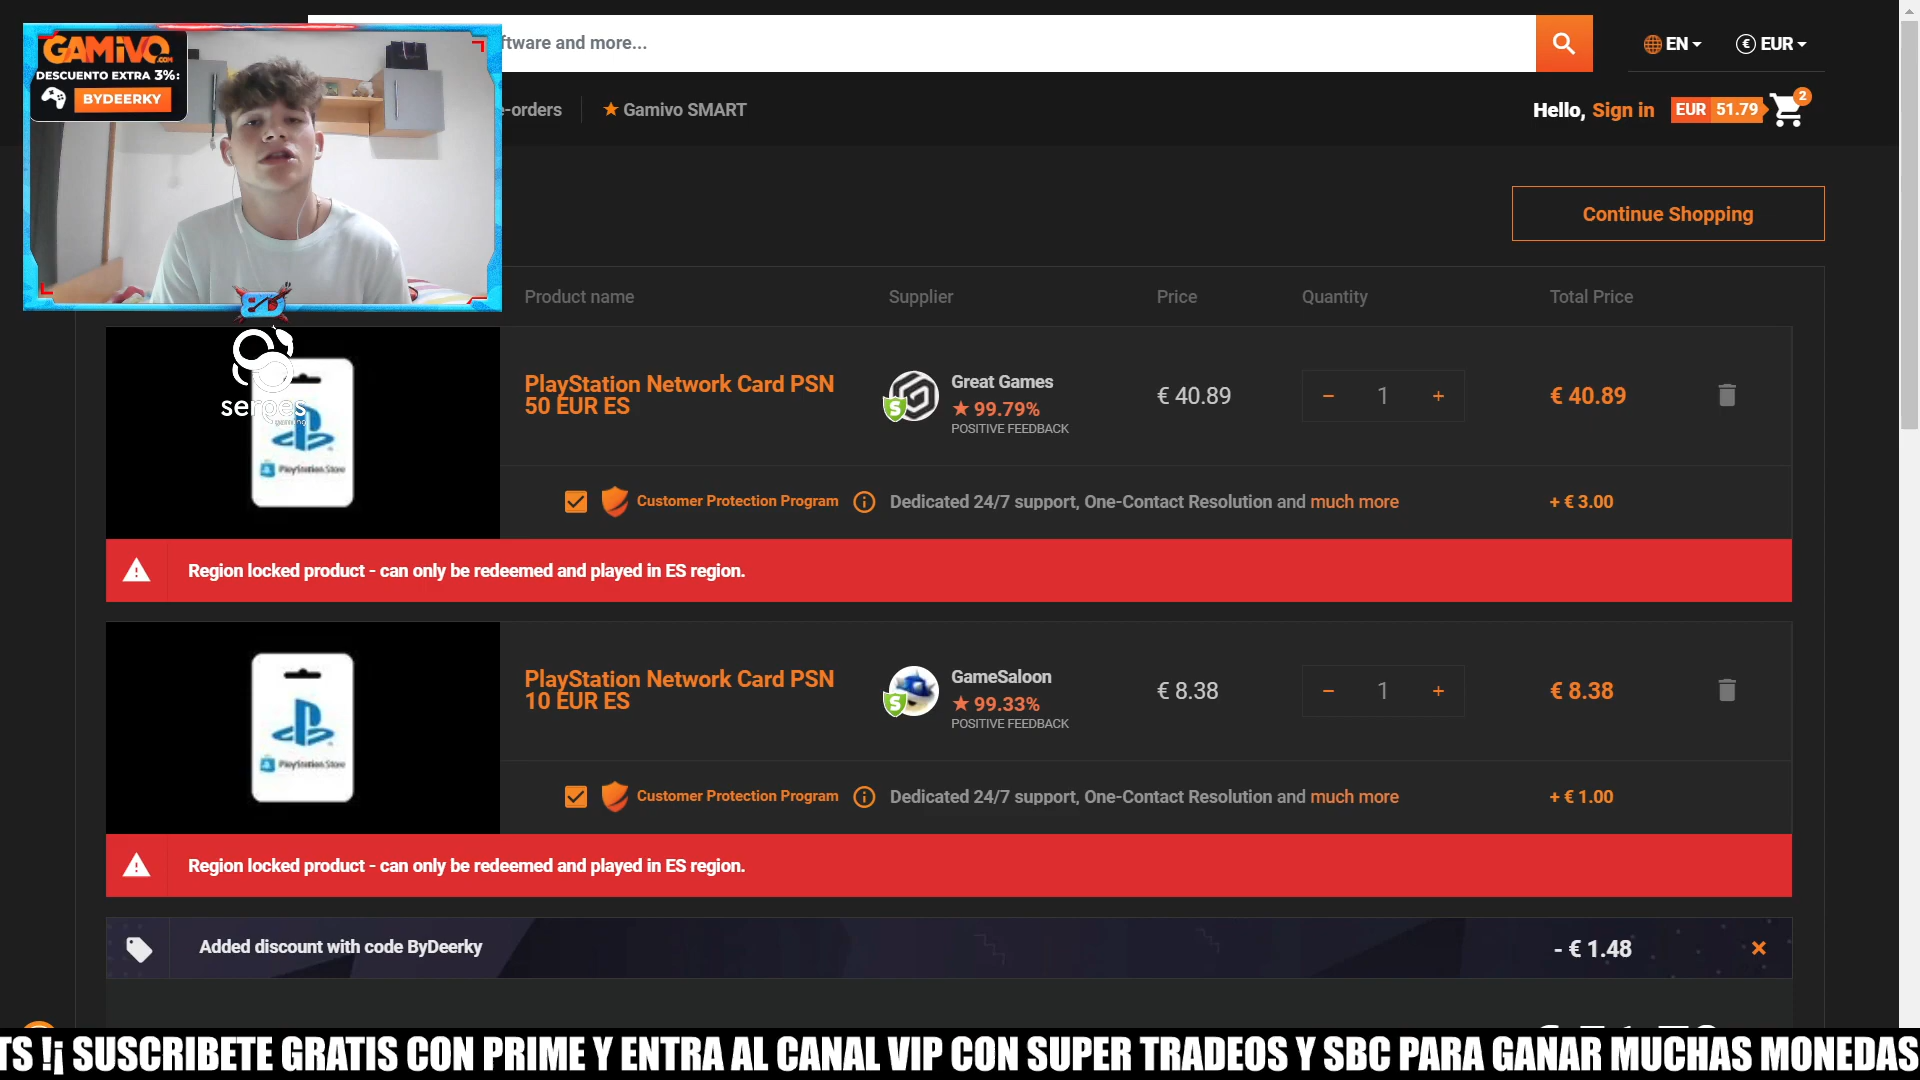 GAMIVO.COM
DESCUENTO EXTRA 3%:
BYDEERKY
ftware and more...
EN
EUR
e-orders
Gamivo SMART
Hello, Sign in
EUR 51.79
2
Continue Shopping
Product name
Supplier
Price
Quantity
Total Price
serpes
gaming
PlayStation Store
PlayStation Network Card PSN
50 EUR ES
Great Games
99.79%
POSITIVE FEEDBACK
€ 40.89
− 1 +
€ 40.89
Customer Protection Program
Dedicated 24/7 support, One-Contact Resolution and much more
+ € 3.00
Region locked product - can only be redeemed and played in ES region.
PlayStation Store
PlayStation Network Card PSN
10 EUR ES
GameSaloon
99.33%
POSITIVE FEEDBACK
€ 8.38
− 1 +
€ 8.38
Customer Protection Program
Dedicated 24/7 support, One-Contact Resolution and much more
+ € 1.00
Region locked product - can only be redeemed and played in ES region.
Added discount with code ByDeerky
- € 1.48
TS !¡ SUSCRIBETE GRATIS CON PRIME Y ENTRA AL CANAL VIP CON SUPER TRADEOS Y SBC PARA GANAR MUCHAS MONEDAS